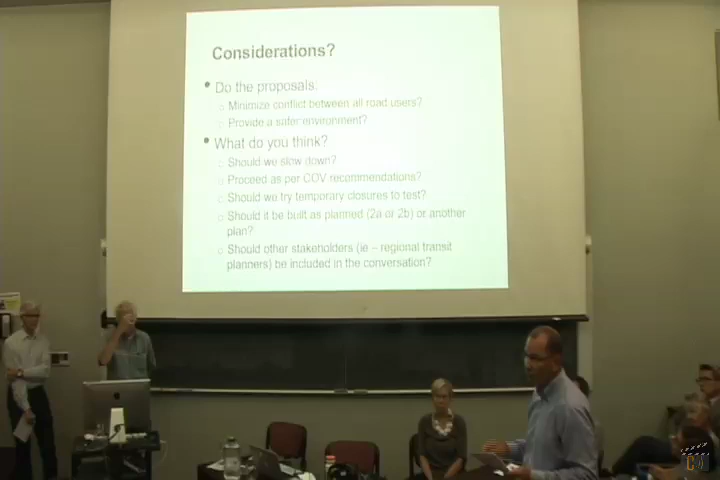 Considerations?
• Do the proposals:
○ Minimize conflict between all road users?
○ Provide a safer environment?
• What do you think?
○ Should we slow down?
○ Proceed as per COV recommendations?
○ Should we try temporary closures to test?
○ Should it be built as planned (2a or 2b) or another
plan?
○ Should other stakeholders (ie – regional transit
planners) be included in the conversation?